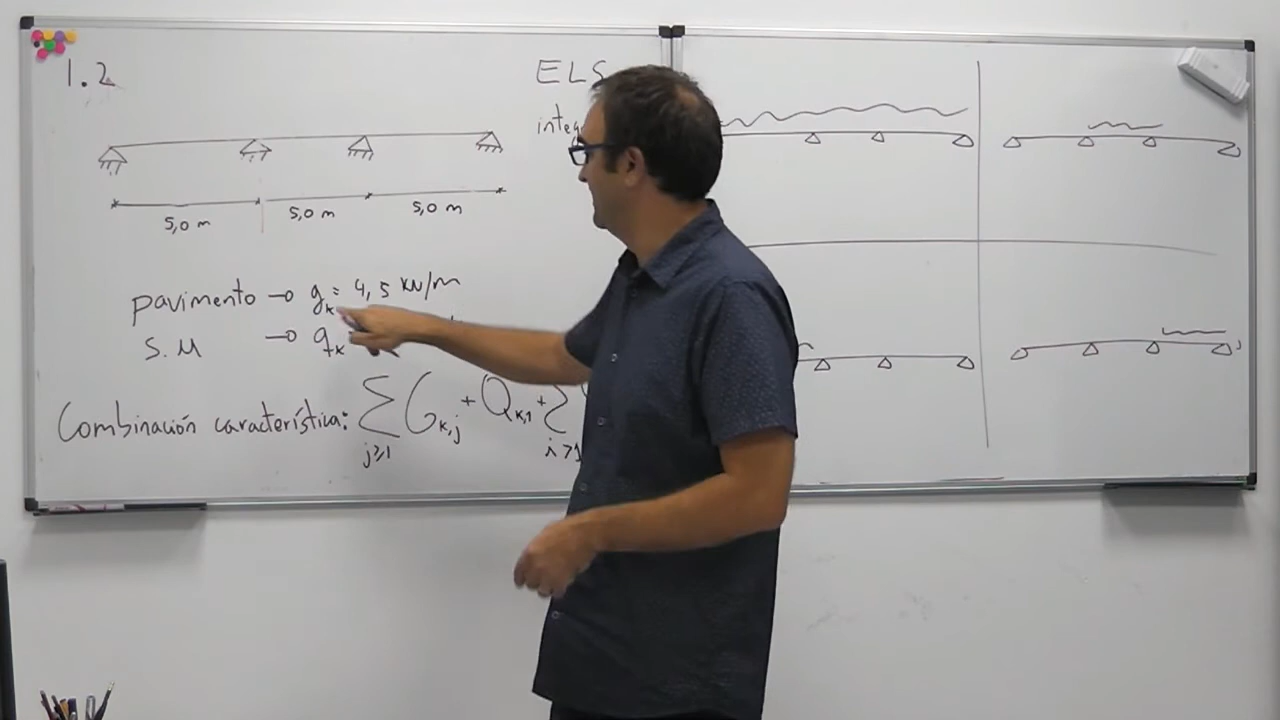 1.2
ELS
5,0 m
5,0 m
5,0 m
pavimento → gk = 4,5 kN/m
S.U → qk
Combinación característica: ∑ Gk,j + Qk,1 + ∑
j≥1 i>1